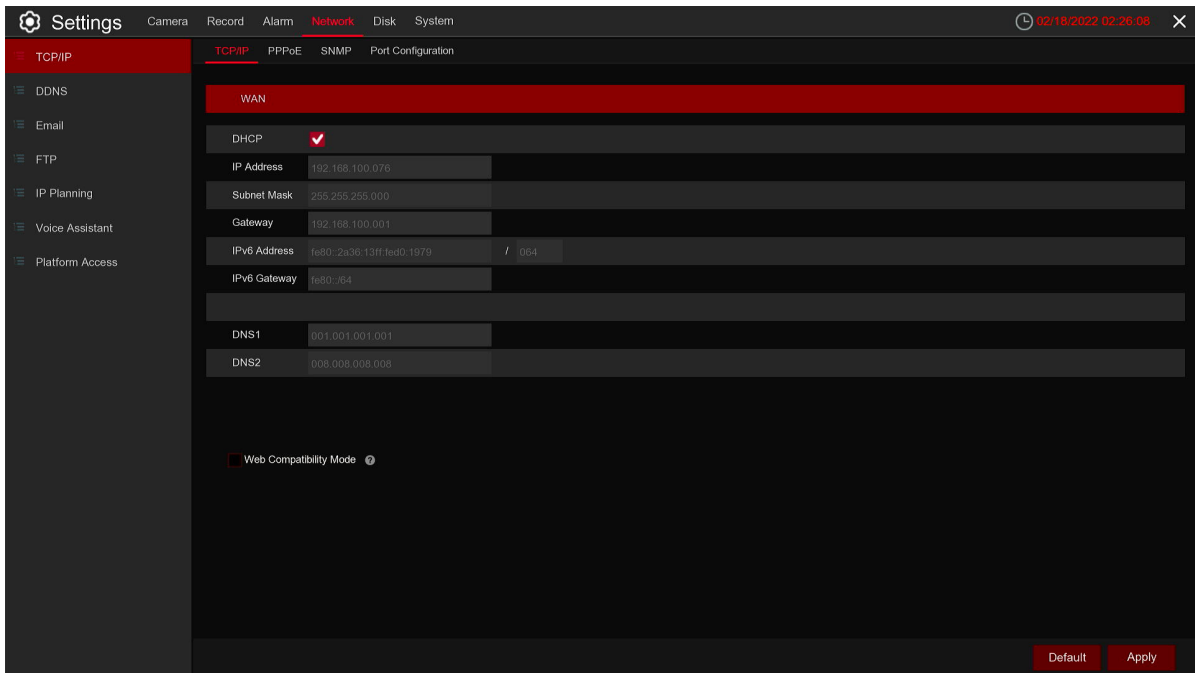 Settings Camera Record Alarm Network Disk System 02/18/2022 02:26:08
TCP/IP
DDNS
Email
FTP
IP Planning
Voice Assistant
Platform Access
TCP/IP PPPoE SNMP Port Configuration
WAN
DHCP
IP Address 192.168.100.076
Subnet Mask 255.255.255.000
Gateway 192.168.100.001
IPv6 Address fe80::2a36:13ff:fed0:1979 / 064
IPv6 Gateway fe80::/64
DNS1 001.001.001.001
DNS2 008.008.008.008
Web Compatibility Mode ?
Default Apply